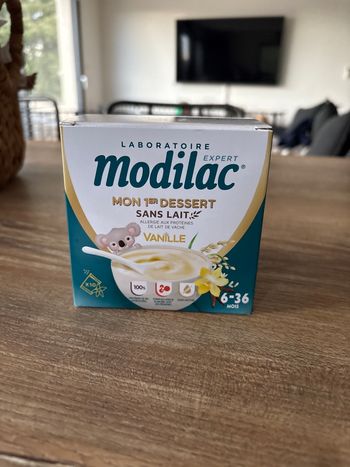 LABORATOIRE
modilac®
EXPERT
MON 1ER DESSERT
SANS LAIT
ALLERGIE AUX PROTÉINES
DE LAIT DE VACHE
VANILLE
x10
100%
6-36
MOIS